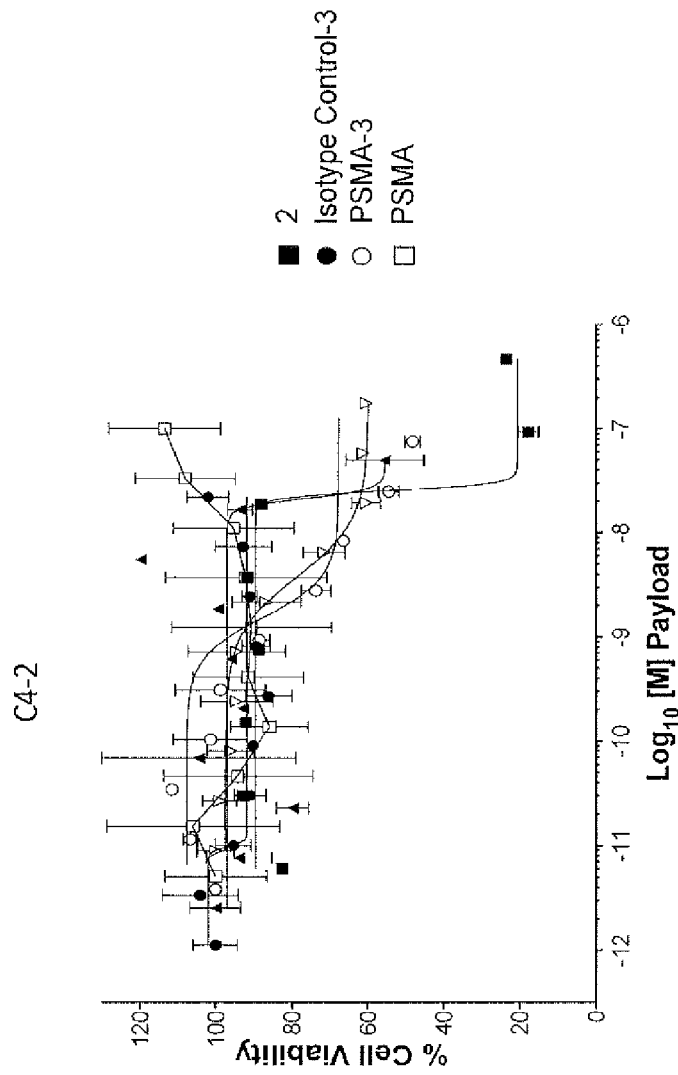 C4-2
2
Isotype Control-3
PSMA-3
PSMA
% Cell Viability
120
100
80
60
40
20
0
-12
-11
-10
-9
-8
-7
-6
Log10 [M] Payload